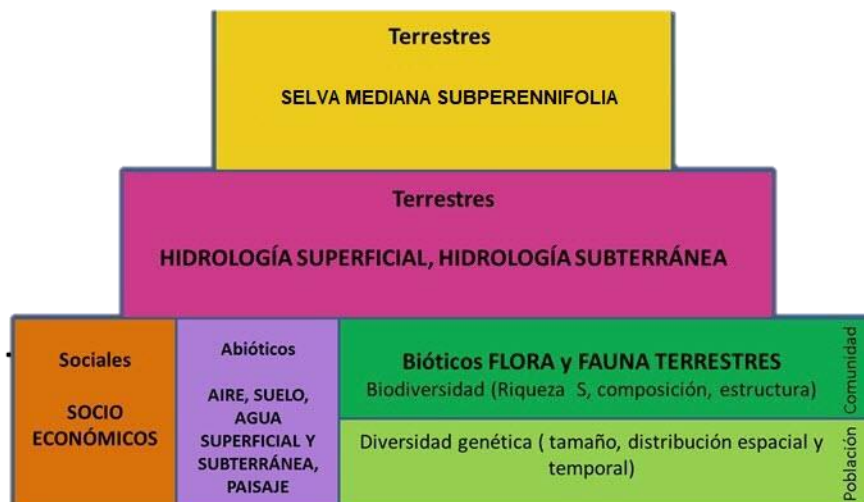 Terrestres
SELVA MEDIANA SUBPERENNIFOLIA
Terrestres
HIDROLOGÍA SUPERFICIAL, HIDROLOGÍA SUBTERRÁNEA
Sociales
SOCIO
ECONÓMICOS
Abióticos
AIRE, SUELO,
AGUA
SUPERFICIAL Y
SUBTERRÁNEA,
PAISAJE
Bióticos FLORA y FAUNA TERRESTRES
Biodiversidad (Riqueza S, composición, estructura)
Comunidad
Diversidad genética ( tamaño, distribución espacial y
temporal)
Población